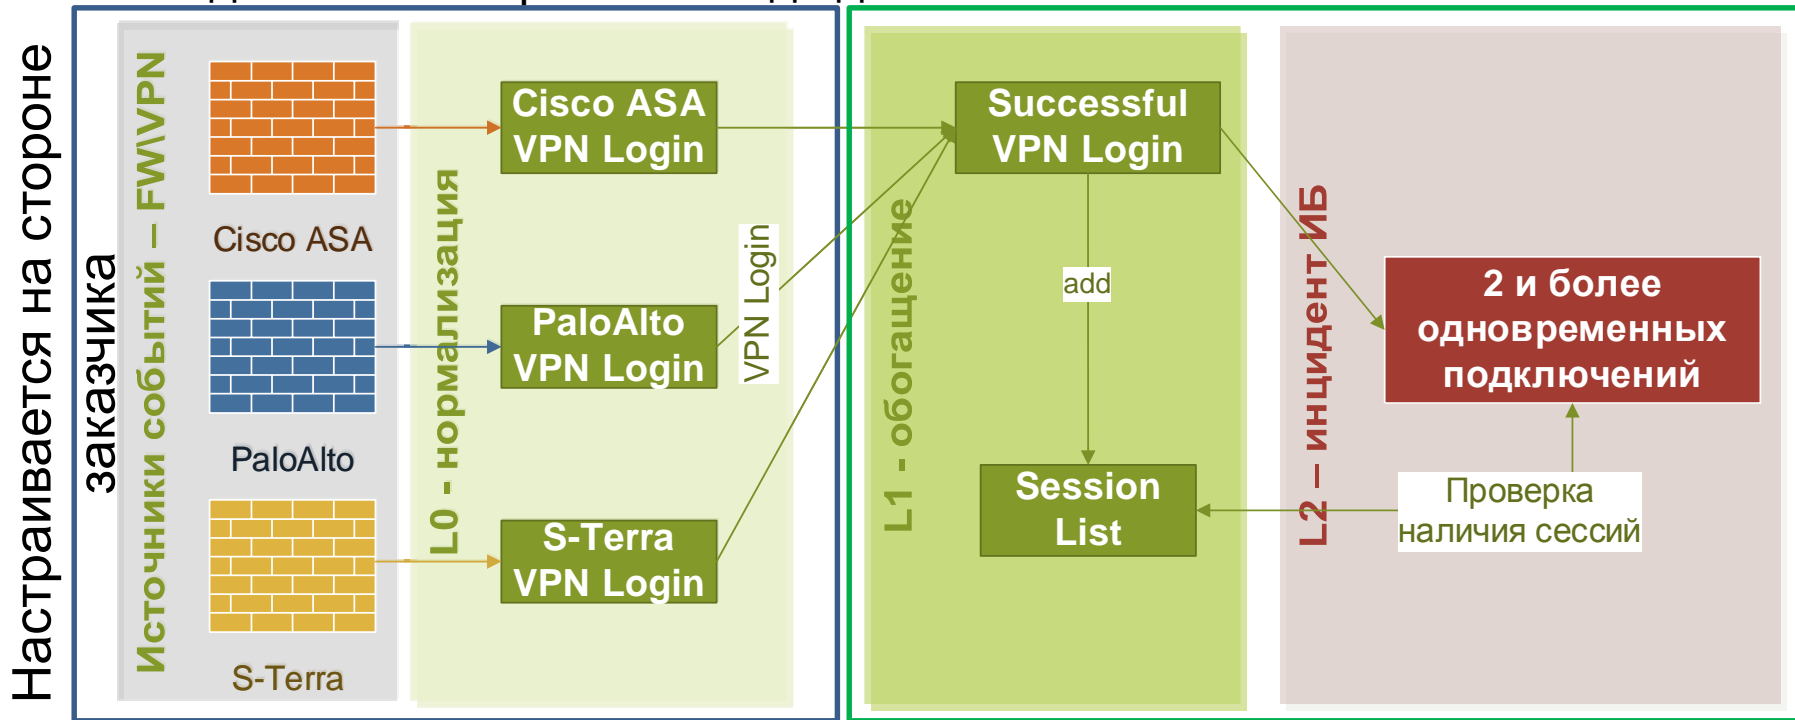 Настраивается на стороне
заказчика
Источники событий – FW\VPN
Cisco ASA
PaloAlto
S-Terra
L0 - нормализация
Cisco ASA
VPN Login
PaloAlto
VPN Login
S-Terra
VPN Login
VPN Login
L1 - обогащение
Successful
VPN Login
add
Session
List
L2 – инцидент ИБ
2 и более
одновременных
подключений
Проверка
наличия сессий